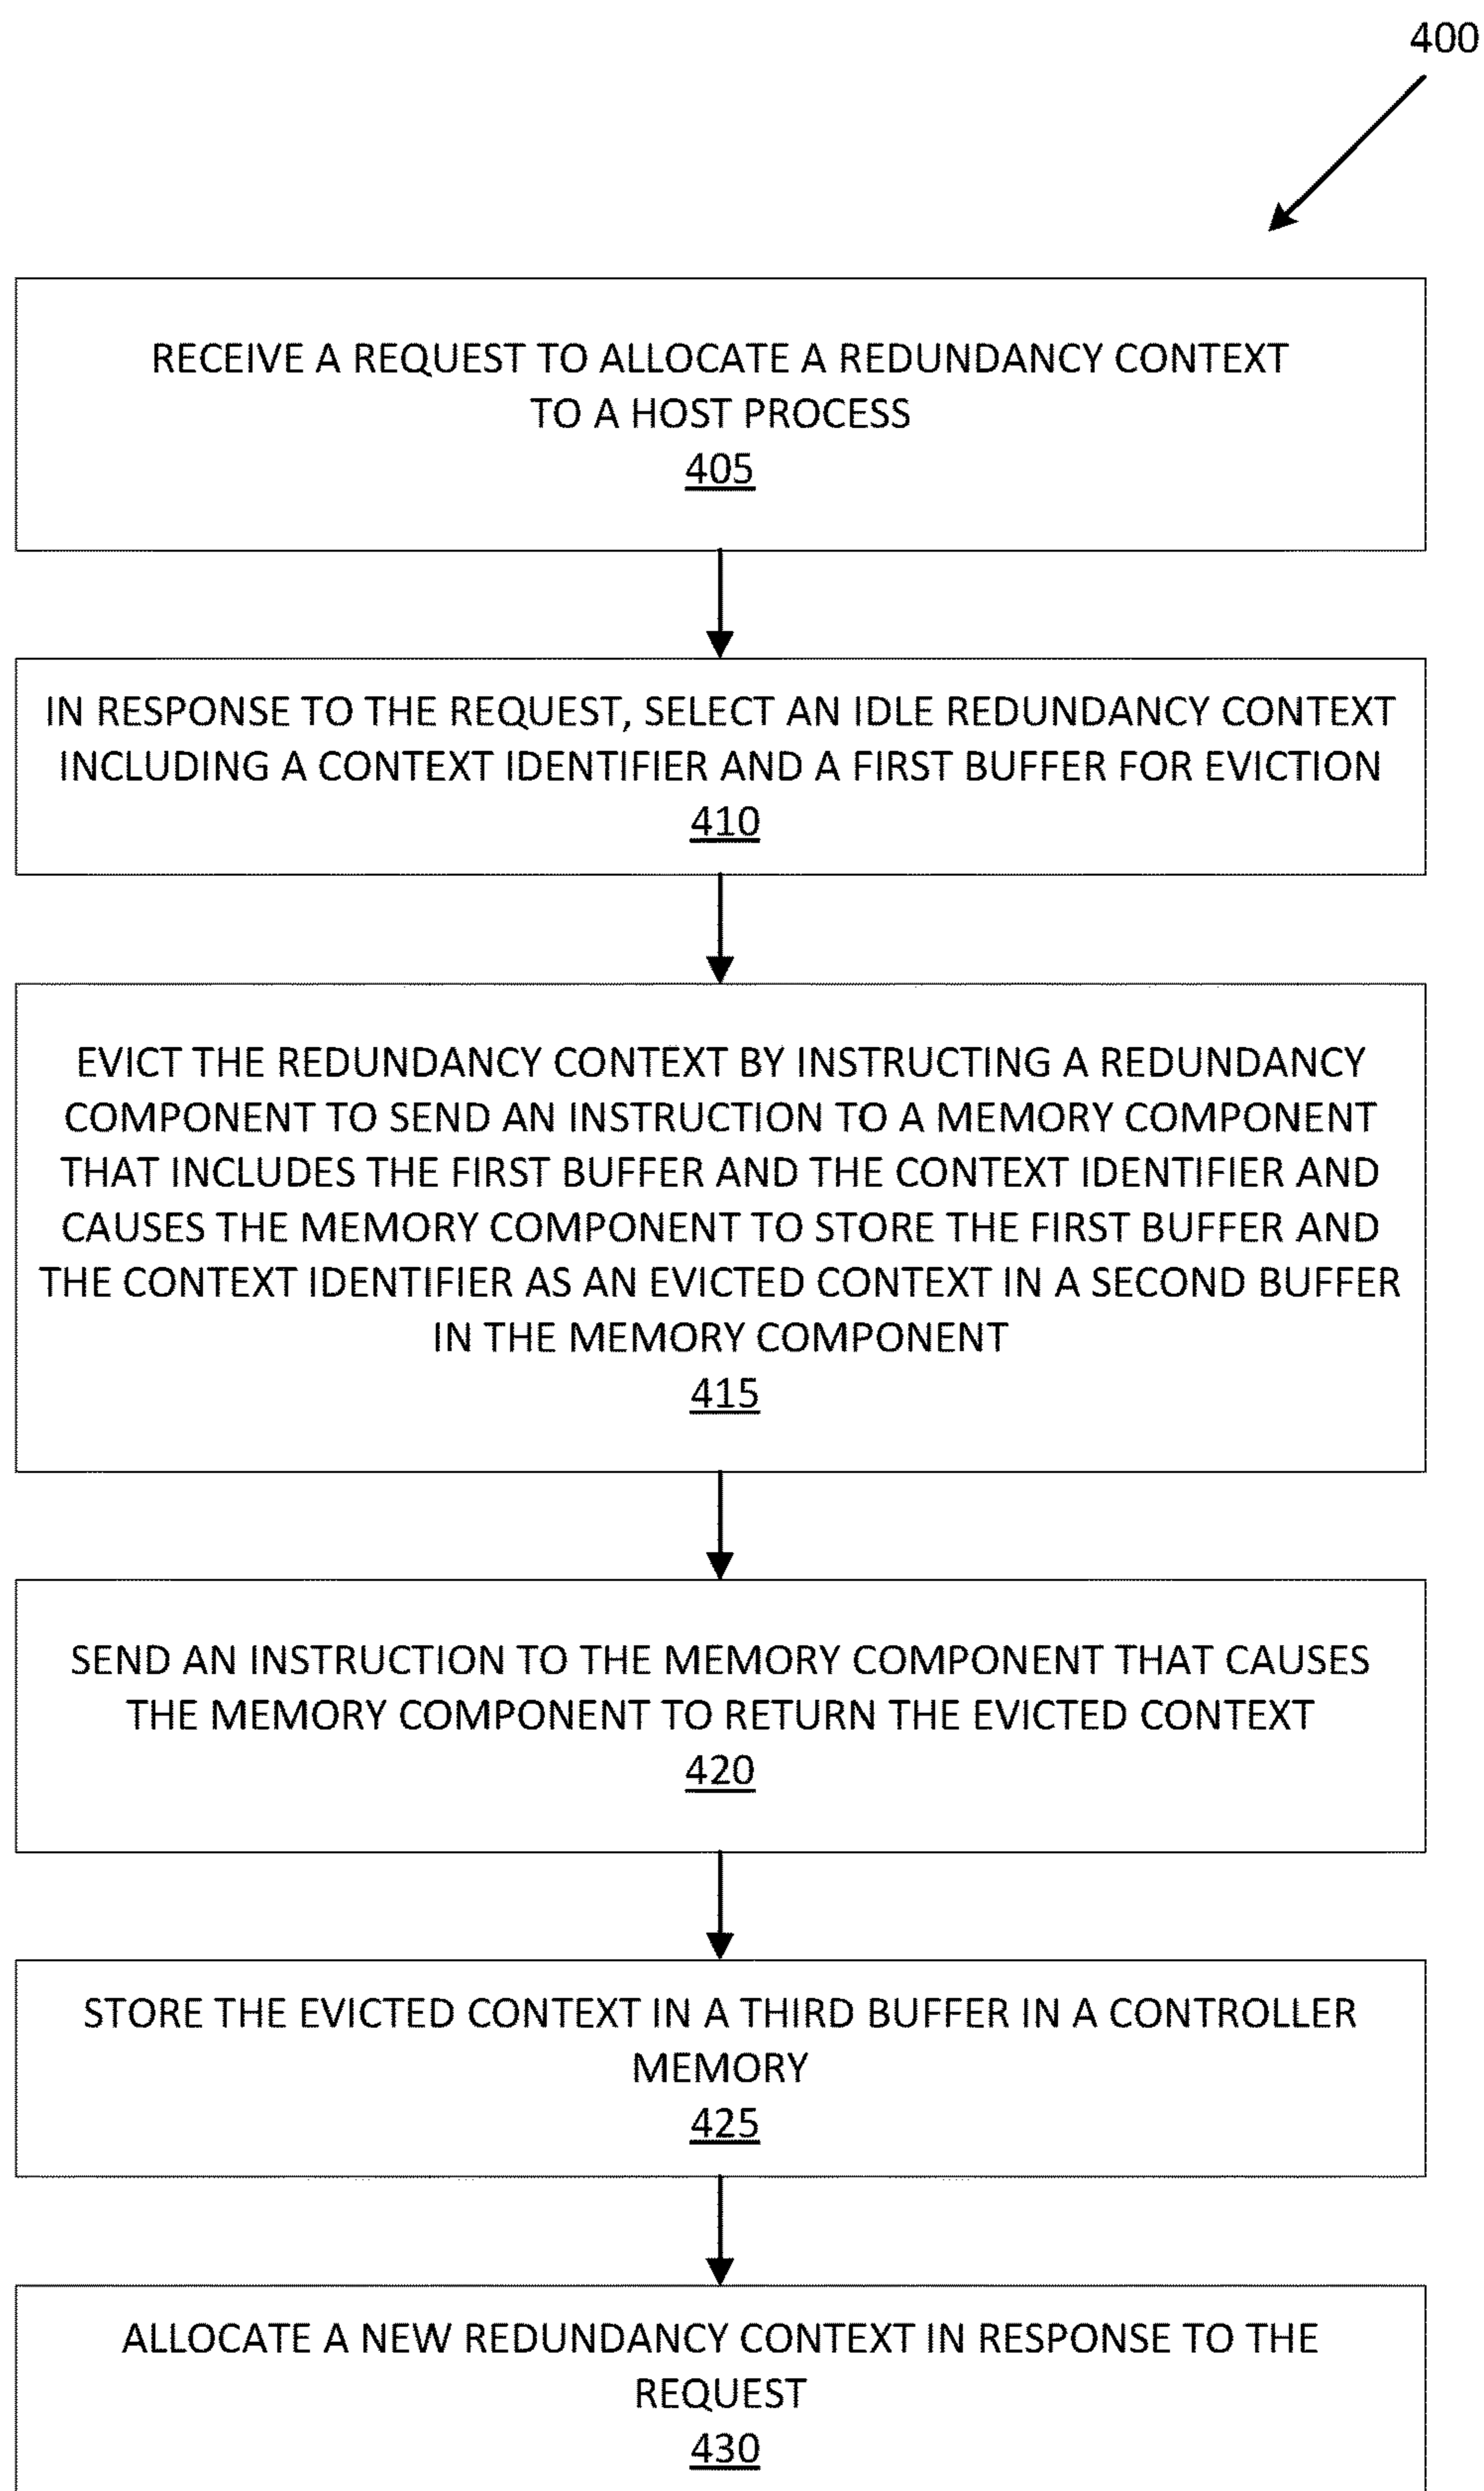 400
RECEIVE A REQUEST TO ALLOCATE A REDUNDANCY CONTEXT
TO A HOST PROCESS
405
IN RESPONSE TO THE REQUEST, SELECT AN IDLE REDUNDANCY CONTEXT
INCLUDING A CONTEXT IDENTIFIER AND A FIRST BUFFER FOR EVICTION
410
EVICT THE REDUNDANCY CONTEXT BY INSTRUCTING A REDUNDANCY
COMPONENT TO SEND AN INSTRUCTION TO A MEMORY COMPONENT
THAT INCLUDES THE FIRST BUFFER AND THE CONTEXT IDENTIFIER AND
CAUSES THE MEMORY COMPONENT TO STORE THE FIRST BUFFER AND
THE CONTEXT IDENTIFIER AS AN EVICTED CONTEXT IN A SECOND BUFFER
IN THE MEMORY COMPONENT
415
SEND AN INSTRUCTION TO THE MEMORY COMPONENT THAT CAUSES
THE MEMORY COMPONENT TO RETURN THE EVICTED CONTEXT
420
STORE THE EVICTED CONTEXT IN A THIRD BUFFER IN A CONTROLLER
MEMORY
425
ALLOCATE A NEW REDUNDANCY CONTEXT IN RESPONSE TO THE
REQUEST
430